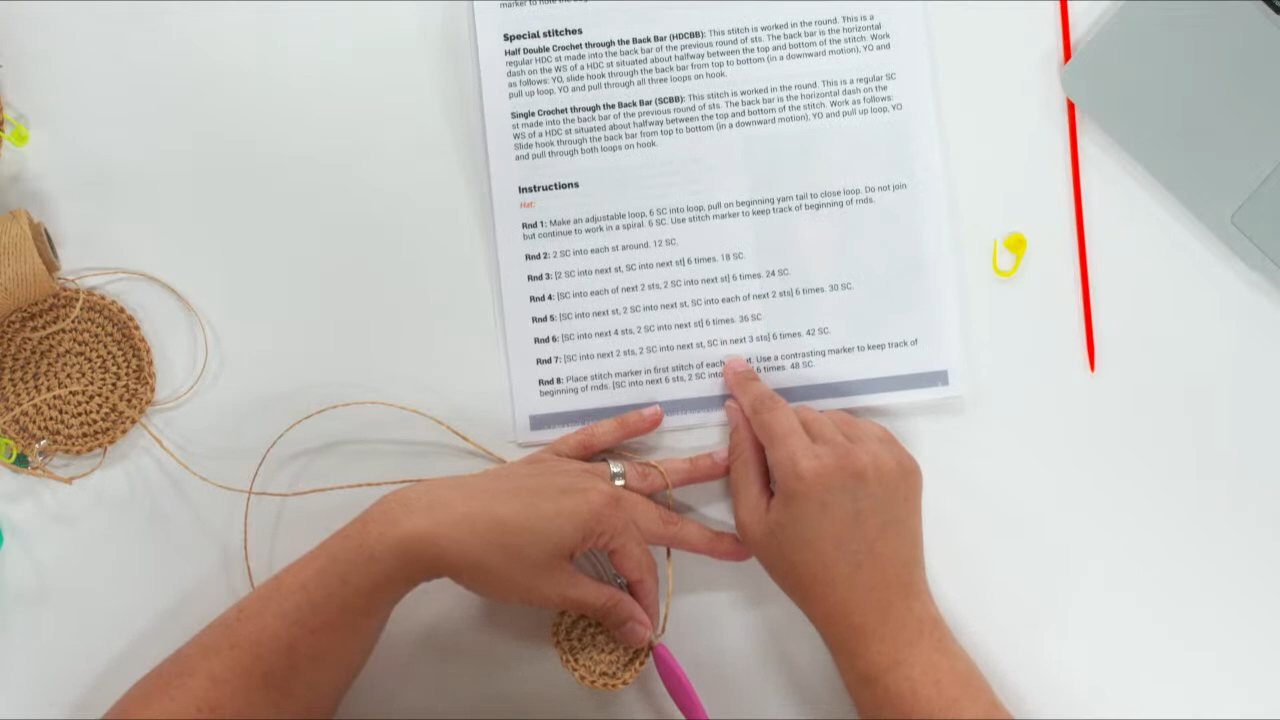 marker to note the
Special stitches
Half Double Crochet through the Back Bar (HDCBB): This stitch is worked in the round. This is a
regular HDC st made into the back bar of the previous round of sts. The back bar is the horizontal
dash on the WS of a HDC st situated about halfway between the top and bottom of the stitch. Work
as follows: YO, slide hook through the back bar from top to bottom (in a downward motion), YO and
pull up loop, YO and pull through all three loops on hook.
Single Crochet through the Back Bar (SCBB): This stitch is worked in the round. This is a regular SC
st made into the back bar of the previous round of sts. The back bar is the horizontal dash on the
WS of a HDC st situated about halfway between the top and bottom of the stitch. Work as follows:
Slide hook through the back bar from top to bottom (in a downward motion), YO and pull up loop, YO
and pull through both loops on hook.
Instructions
Hat:
Rnd 1: Make an adjustable loop, 6 SC into loop, pull on beginning yarn tail to close loop. Do not join
but continue to work in a spiral. 6 SC. Use stitch marker to keep track of beginning of rnds.
Rnd 2: 2 SC into each st around. 12 SC.
Rnd 3: [2 SC into next st, SC into next st] 6 times. 18 SC.
Rnd 4: [SC into each of next 2 sts, 2 SC into next st] 6 times. 24 SC.
Rnd 5: [SC into next st, 2 SC into next st, SC into each of next 2 sts] 6 times. 30 SC.
Rnd 6: [SC into next 4 sts, 2 SC into next st] 6 times. 36 SC
Rnd 7: [SC into next 2 sts, 2 SC into next st, SC in next 3 sts] 6 times. 42 SC.
Rnd 8: Place stitch marker in first stitch of each Use a contrasting marker to keep track of
beginning of rnds. [SC into next 6 sts, 2 SC into 6 times. 48 SC.